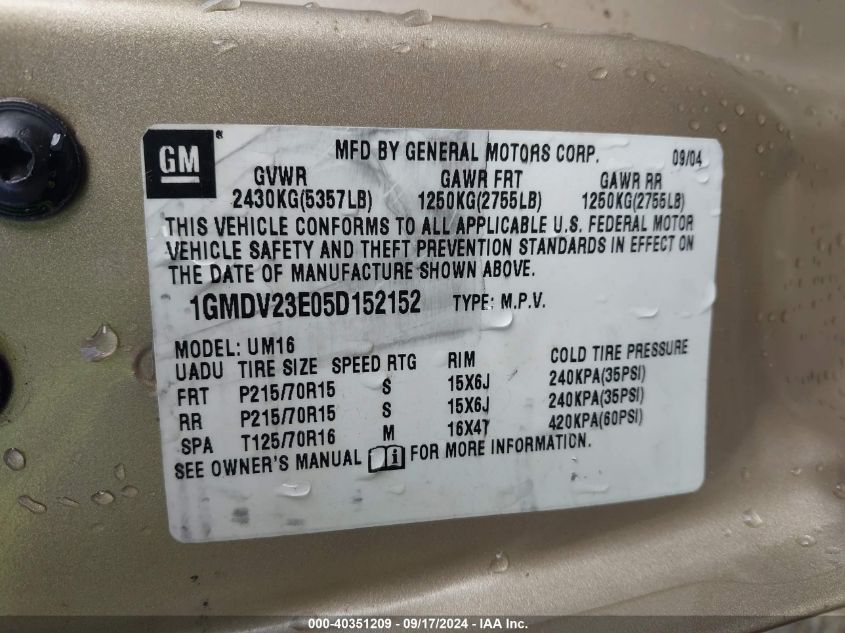 GM
MFD BY GENERAL MOTORS CORP. 09/04
GVWR GAWR FRT GAWR RR
2430KG(5357LB) 1250KG(2755LB) 1250KG(2755LB)
THIS VEHICLE CONFORMS TO ALL APPLICABLE U.S. FEDERAL MOTOR
VEHICLE SAFETY AND THEFT PREVENTION STANDARDS IN EFFECT ON
THE DATE OF MANUFACTURE SHOWN ABOVE.
1GMDV23E05D152152 TYPE: M.P.V.
MODEL: UM16
UADU TIRE SIZE SPEED RTG RIM COLD TIRE PRESSURE
FRT P215/70R15 S 15X6J 240KPA(35PSI)
RR P215/70R15 S 15X6J 240KPA(35PSI)
SPA T125/70R16 M 16X4T 420KPA(60PSI)
SEE OWNER'S MANUAL FOR MORE INFORMATION.
000-40351209 - 09/17/2024 - IAA Inc.